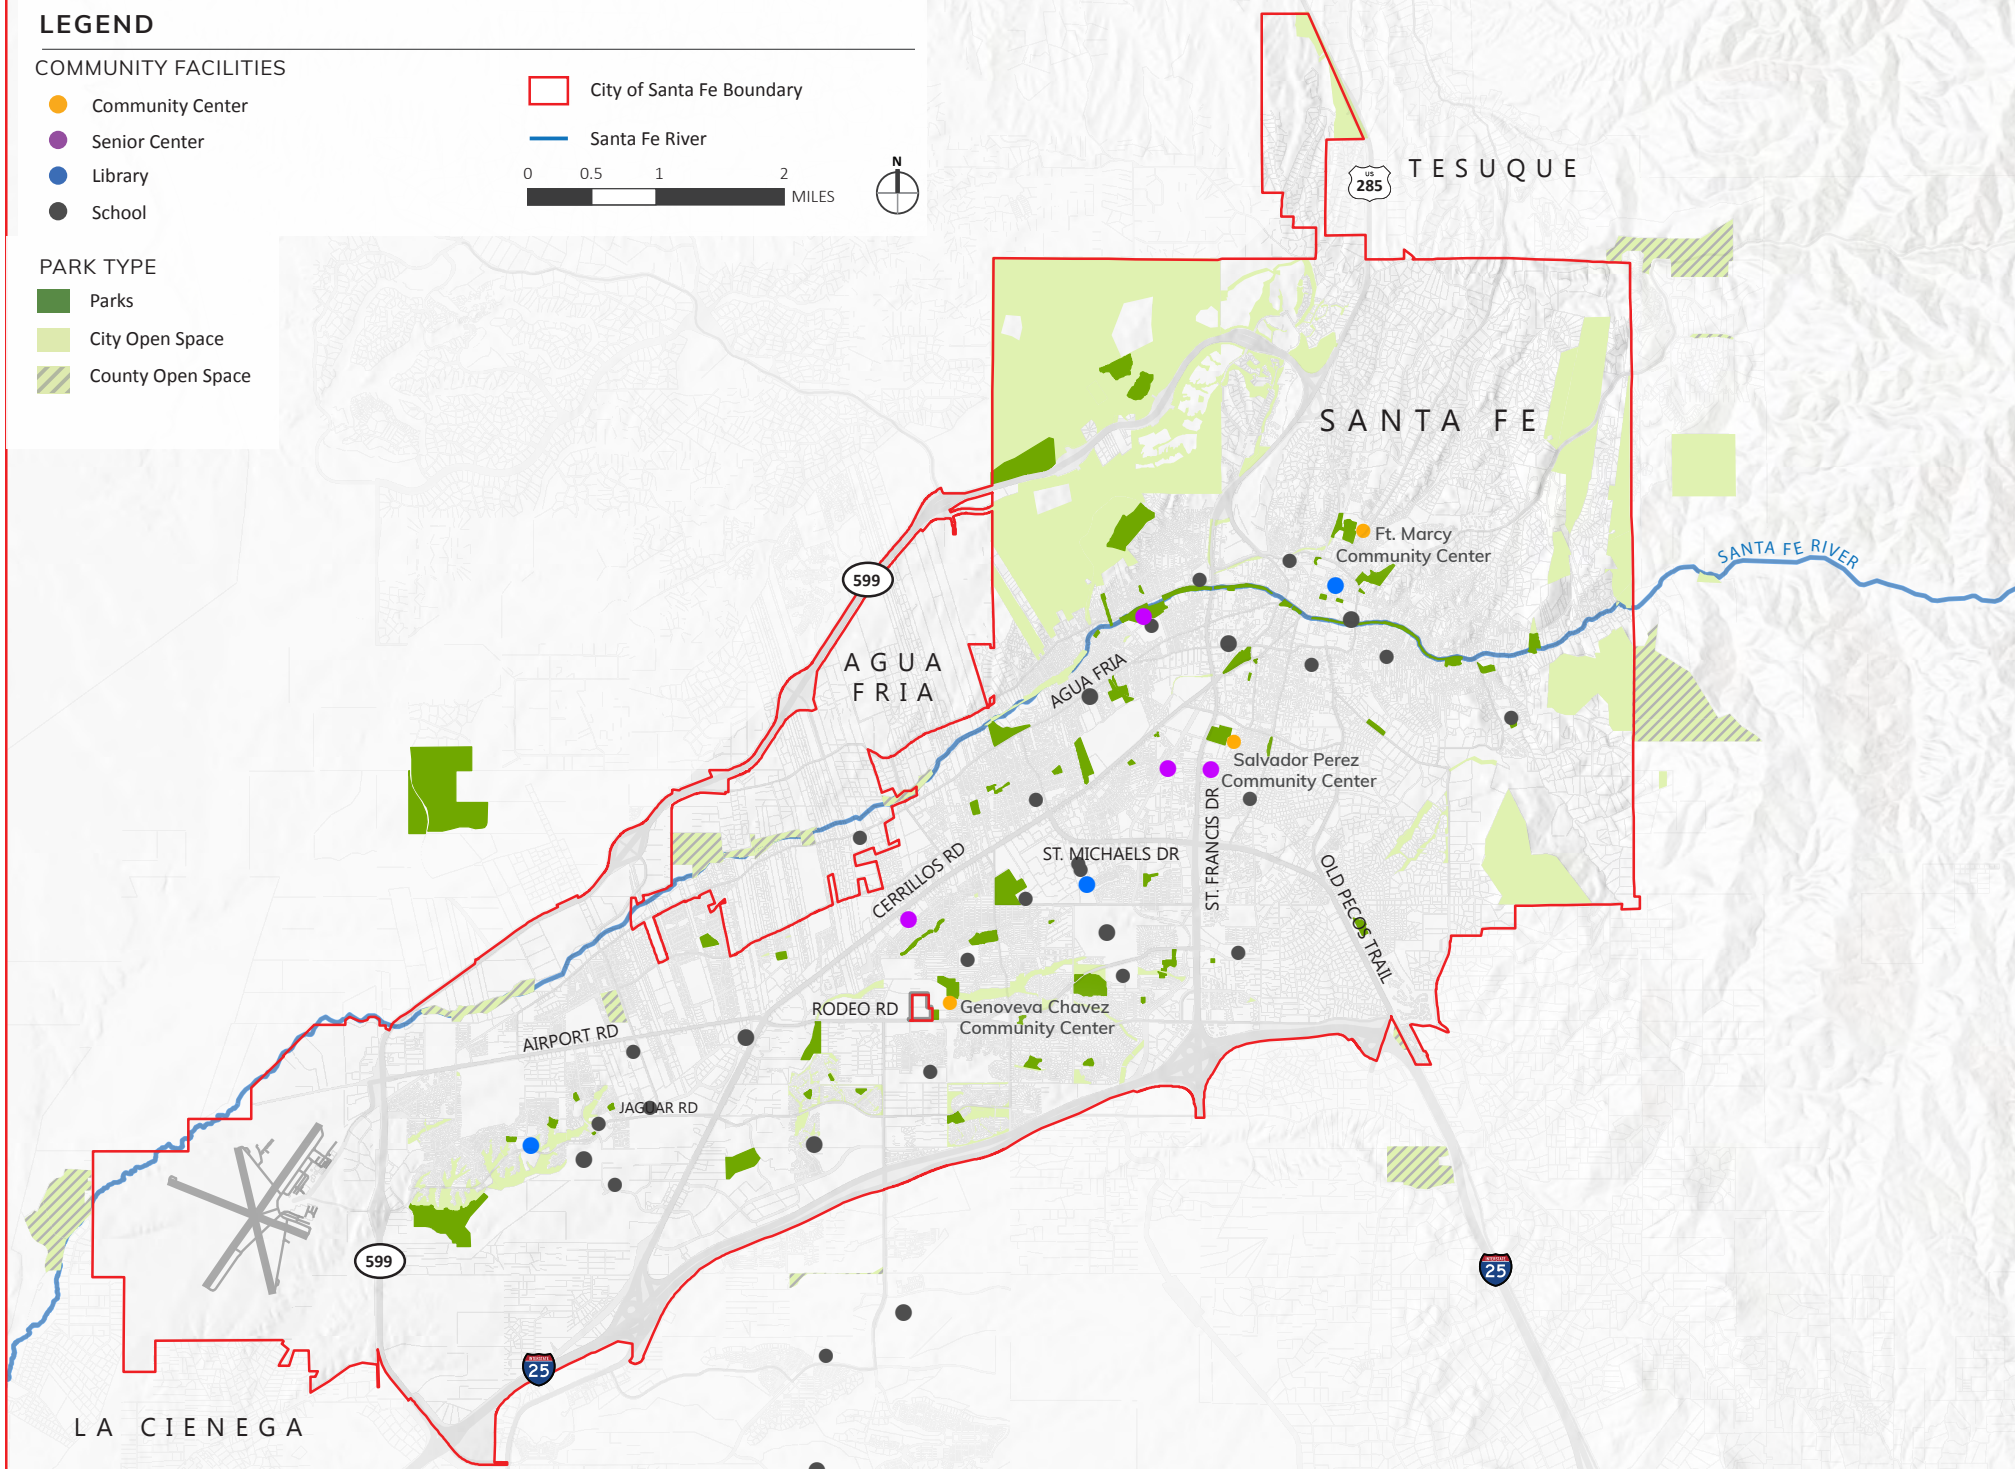 LEGEND
COMMUNITY FACILITIES
Community Center
Senior Center
Library
School
City of Santa Fe Boundary
Santa Fe River
0 0.5 1 2
MILES
N
PARK TYPE
Parks
City Open Space
County Open Space
US
285
TESUQUE
SANTA FE
Ft. Marcy
Community Center
SANTA FE RIVER
599
AGUA
FRIA
AGUA FRIA
Salvador Perez
Community Center
ST. FRANCIS DR
ST. MICHAELS DR
CERRILLOS RD
OLD PECOS TRAIL
RODEO RD
Genoveva Chavez
Community Center
AIRPORT RD
JAGUAR RD
599
INTERSTATE
25
INTERSTATE
25
LA CIENEGA